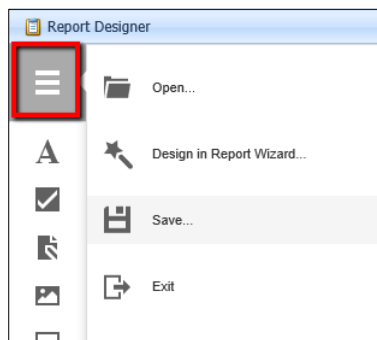 Report Designer
Open...
A
Design in Report Wizard...
Save...
Exit